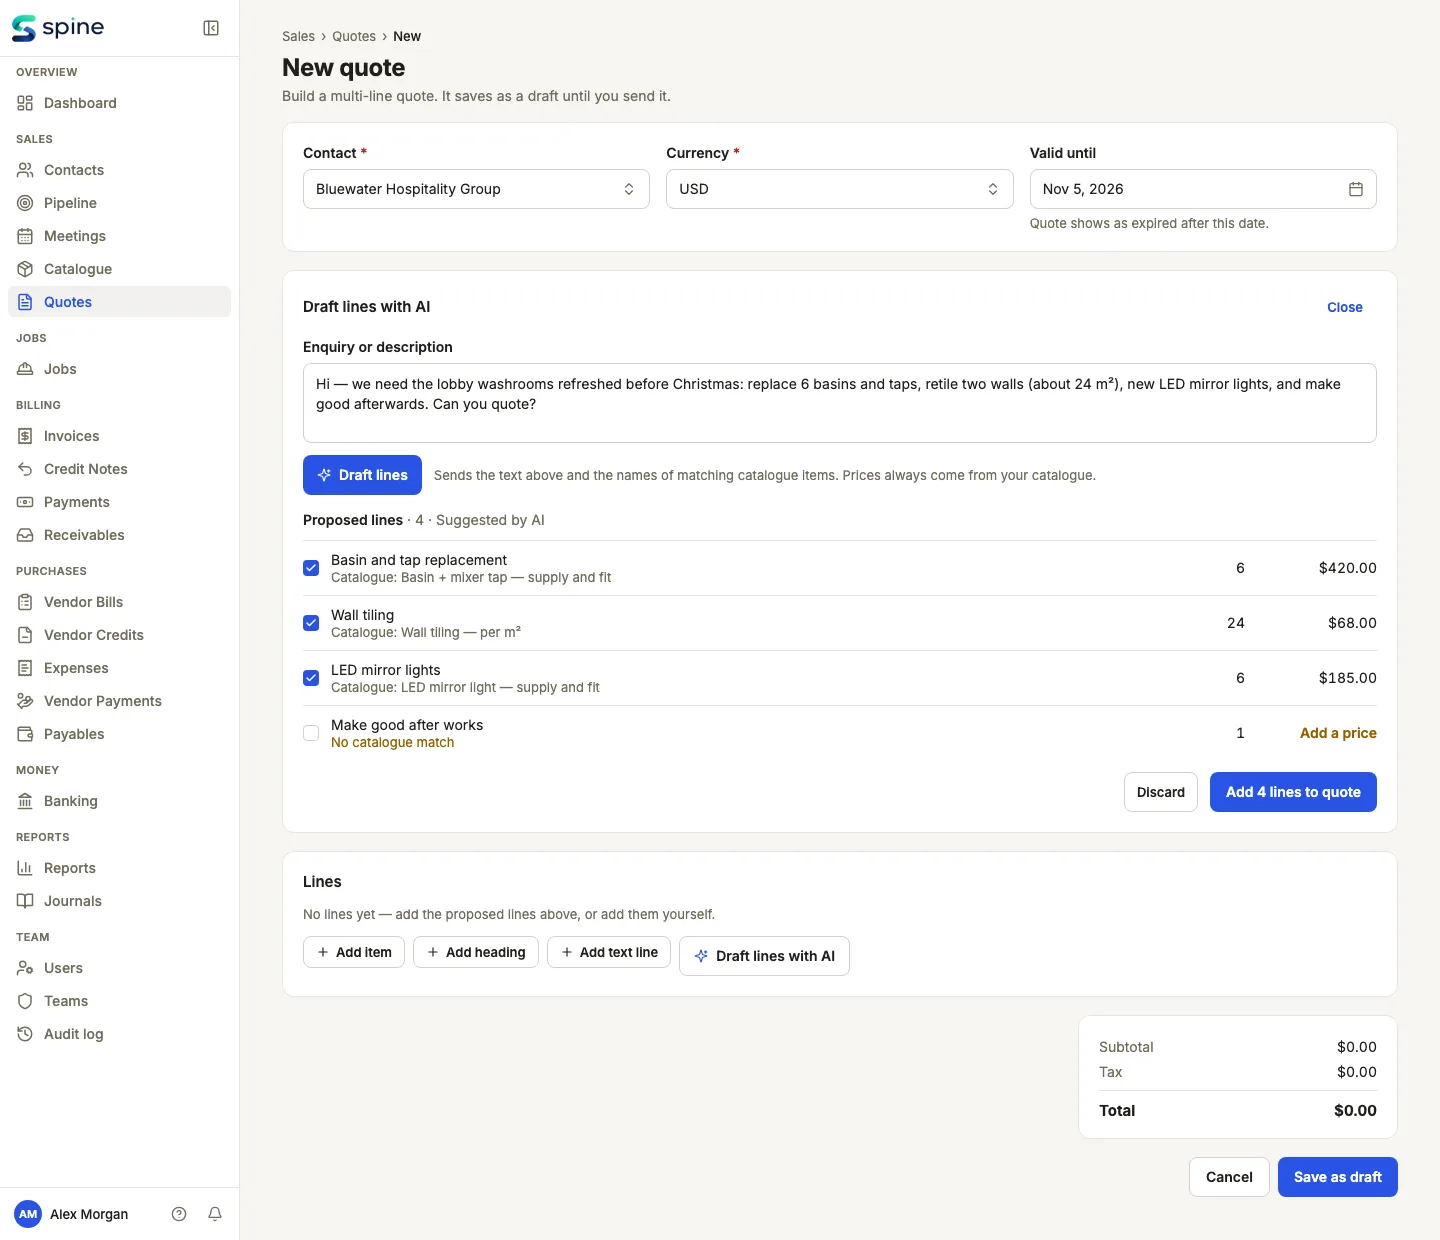 spine
OVERVIEW
Dashboard
SALES
Contacts
Pipeline
Meetings
Catalogue
Quotes
JOBS
Jobs
BILLING
Invoices
Credit Notes
Payments
Receivables
PURCHASES
Vendor Bills
Vendor Credits
Expenses
Vendor Payments
Payables
MONEY
Banking
REPORTS
Reports
Journals
TEAM
Users
Teams
Audit log
AM Alex Morgan
Sales › Quotes › New
New quote
Build a multi-line quote. It saves as a draft until you send it.
Contact * Currency * Valid until
Bluewater Hospitality Group USD Nov 5, 2026
Quote shows as expired after this date.
Draft lines with AI Close
Enquiry or description
Hi — we need the lobby washrooms refreshed before Christmas: replace 6 basins and taps, retile two walls (about 24 m²), new LED mirror lights, and make
good afterwards. Can you quote?
Draft lines Sends the text above and the names of matching catalogue items. Prices always come from your catalogue.
Proposed lines · 4 · Suggested by AI
Basin and tap replacement 6 $420.00
Catalogue: Basin + mixer tap — supply and fit
Wall tiling 24 $68.00
Catalogue: Wall tiling — per m²
LED mirror lights 6 $185.00
Catalogue: LED mirror light — supply and fit
Make good after works 1 Add a price
No catalogue match
Discard Add 4 lines to quote
Lines
No lines yet — add the proposed lines above, or add them yourself.
+ Add item + Add heading + Add text line Draft lines with AI
Subtotal $0.00
Tax $0.00
Total $0.00
Cancel Save as draft